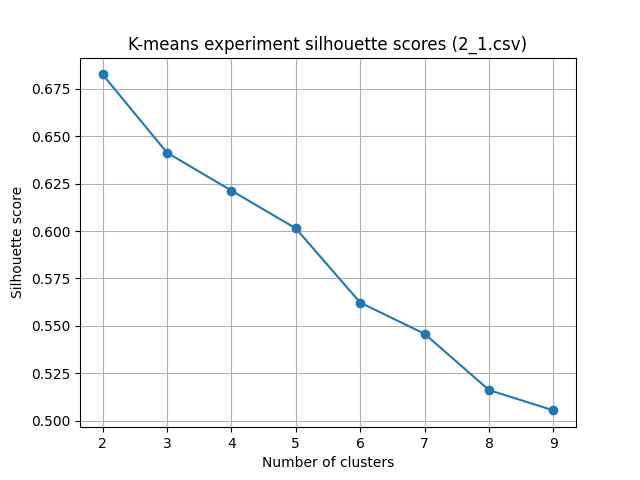 K-means experiment silhouette scores (2_1.csv)
0.675
0.650
0.625
0.600
0.575
0.550
0.525
0.500
Silhouette score
2 3 4 5 6 7 8 9
Number of clusters